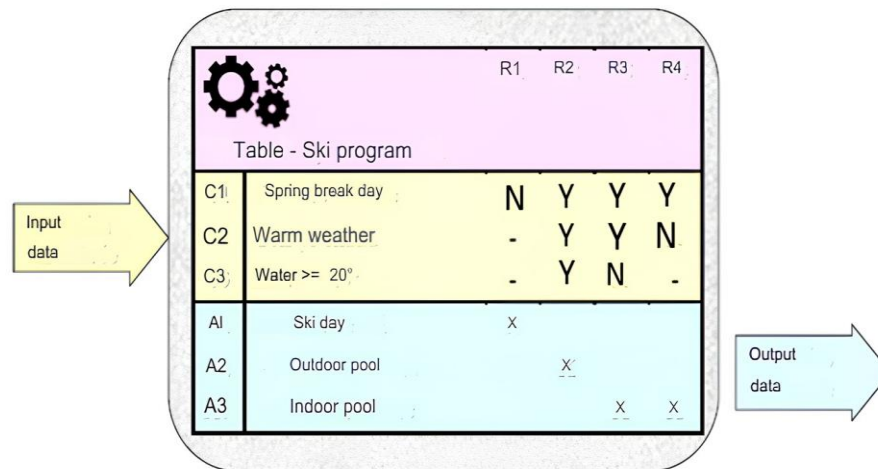 R1 R2 R3 R4
Table - Ski program
C1 Spring break day N Y Y Y
C2 Warm weather - Y Y N
C3 Water >= 20° - Y N -
AI Ski day X
A2 Outdoor pool X
A3 Indoor pool X X
Input
data
Output
data